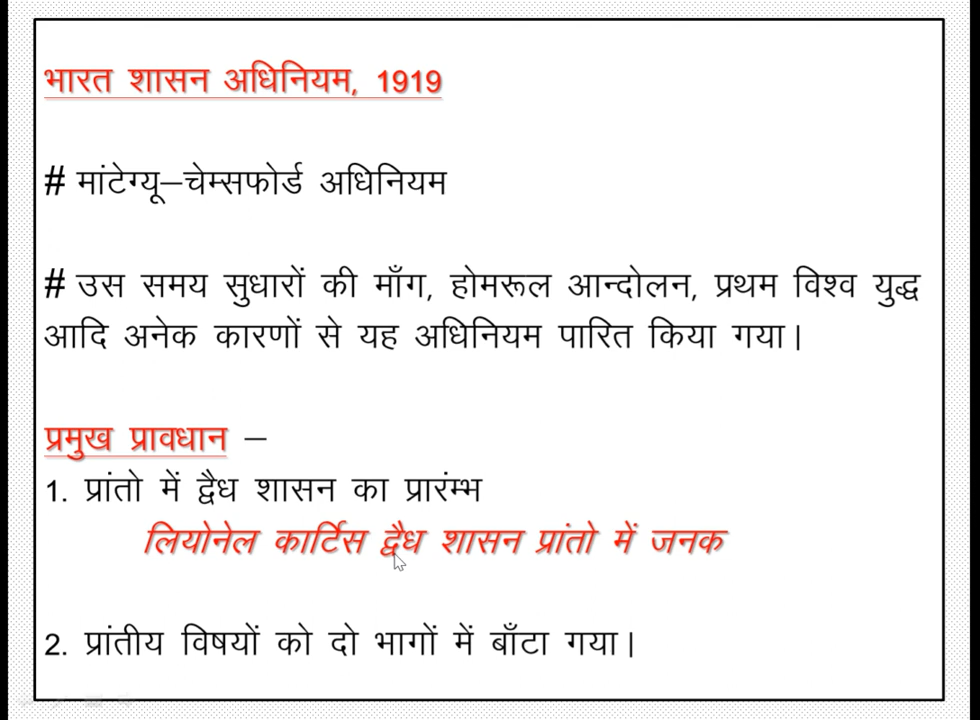 भारत शासन अधिनियम, 1919
# मांटेग्यू–चेम्सफोर्ड अधिनियम
# उस समय सुधारों की माँग, होमरूल आन्दोलन, प्रथम विश्व युद्ध
आदि अनेक कारणों से यह अधिनियम पारित किया गया।
प्रमुख प्रावधान –
1. प्रांतो में द्वैध शासन का प्रारंम्भ
लियोनेल कार्टिस द्वैध शासन प्रांतो में जनक
2. प्रांतीय विषयों को दो भागों में बाँटा गया।